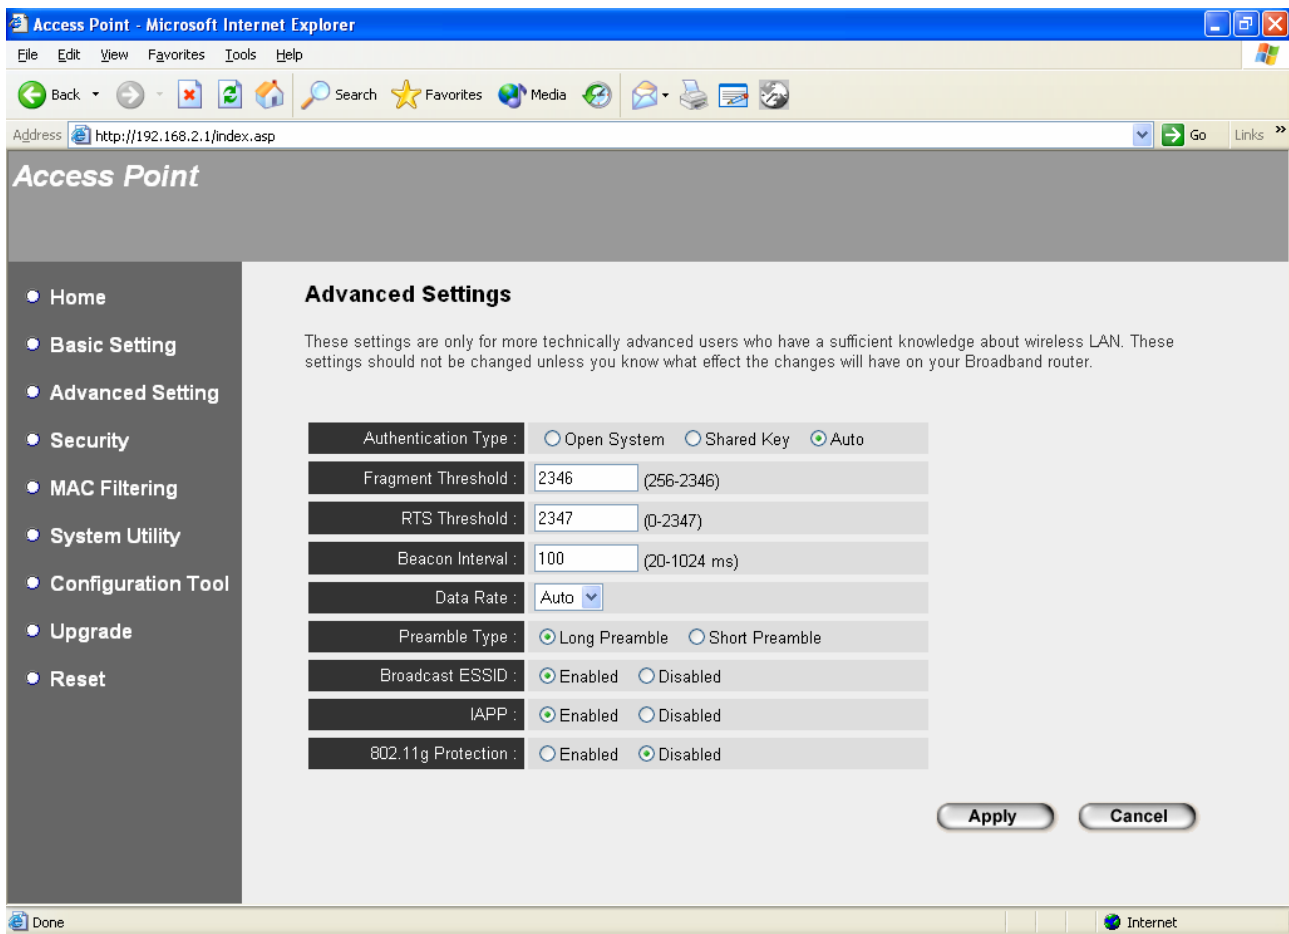 Access Point - Microsoft Internet Explorer
File Edit View Favorites Tools Help
Back Search Favorites Media
Address http://192.168.2.1/index.asp Go Links »
Access Point
Home
Basic Setting
Advanced Setting
Security
MAC Filtering
System Utility
Configuration Tool
Upgrade
Reset
Advanced Settings
These settings are only for more technically advanced users who have a sufficient knowledge about wireless LAN. These
settings should not be changed unless you know what effect the changes will have on your Broadband router.
Authentication Type : Open System Shared Key Auto
Fragment Threshold : 2346 (256-2346)
RTS Threshold : 2347 (0-2347)
Beacon Interval : 100 (20-1024 ms)
Data Rate : Auto
Preamble Type : Long Preamble Short Preamble
Broadcast ESSID : Enabled Disabled
IAPP : Enabled Disabled
802.11g Protection : Enabled Disabled
Apply Cancel
Done Internet